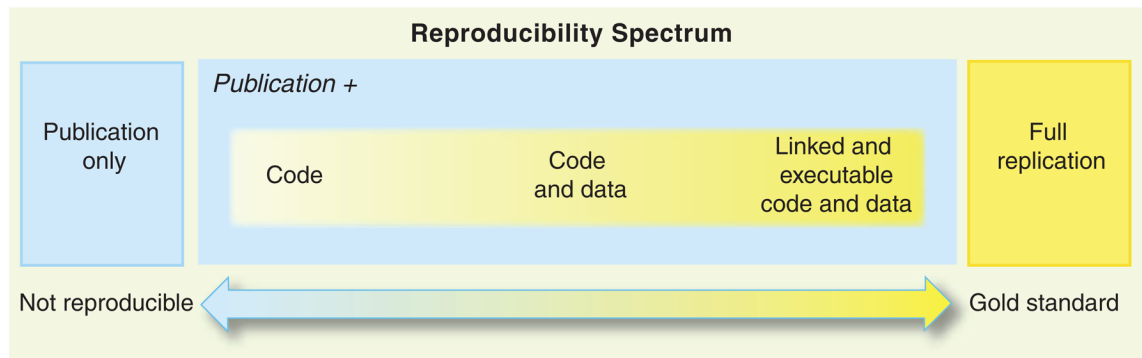 Reproducibility Spectrum
Publication only
Publication +
Code
Code
and data
Linked and
executable
code and data
Full
replication
Not reproducible
Gold standard